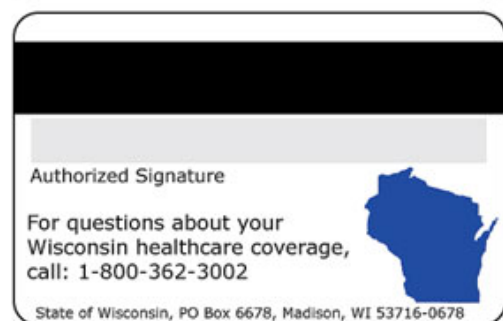 Authorized Signature
For questions about your
Wisconsin healthcare coverage,
call: 1-800-362-3002
State of Wisconsin, PO Box 6678, Madison, WI 53716-0678